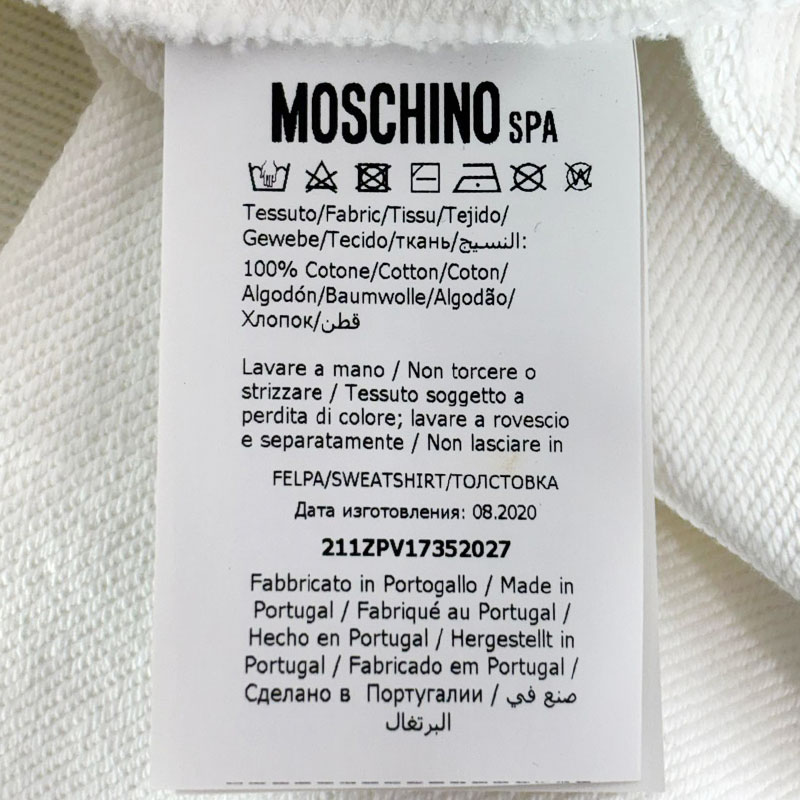 MOSCHINO SPA
Tessuto/Fabric/Tissu/Tejido/
Gewebe/Tecido/ткань/النسيج:
100% Cotone/Cotton/Coton/
Algodón/Baumwolle/Algodão/
Хлопок/قطن
Lavare a mano / Non torcere o
strizzare / Tessuto soggetto a
perdita di colore; lavare a rovescio
e separatamente / Non lasciare in
FELPA/SWEATSHIRT/ТОЛСТОВКА
Дата изготовления: 08.2020
211ZPV17352027
Fabbricato in Portogallo / Made in
Portugal / Fabriqué au Portugal /
Hecho en Portugal / Hergestellt in
Portugal / Fabricado em Portugal /
Сделано в Португалии / صنع في
البرتغال